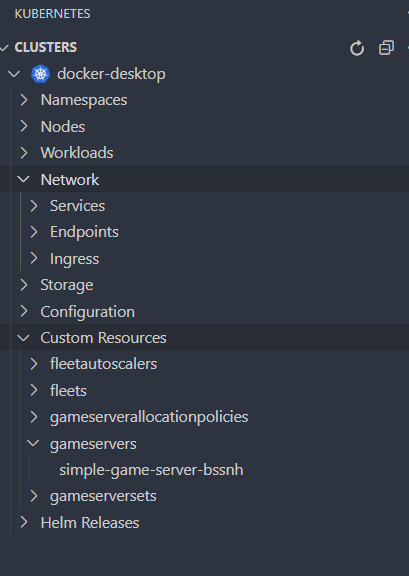 KUBERNETES
CLUSTERS
docker-desktop
Namespaces
Nodes
Workloads
Network
Services
Endpoints
Ingress
Storage
Configuration
Custom Resources
fleetautoscalers
fleets
gameserverallocationpolicies
gameservers
simple-game-server-bssnh
gameserversets
Helm Releases